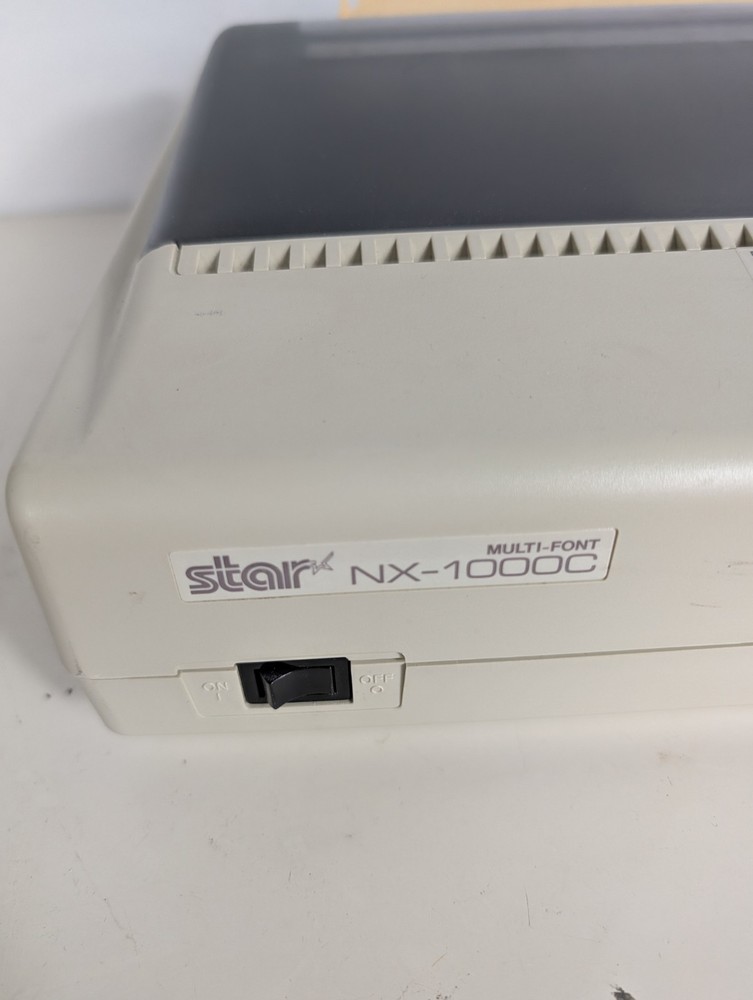 MULTI-FONT
star NX-1000C
ON OFF
I O